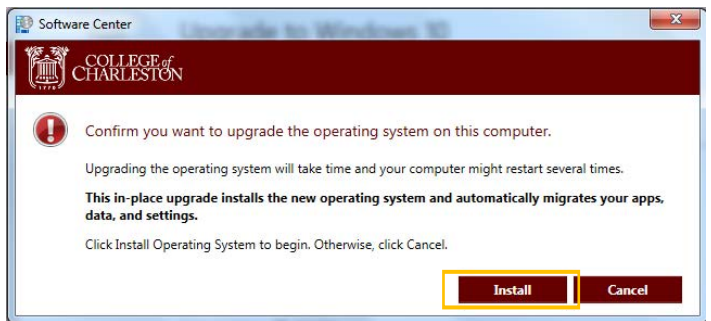 Software Center
Upgrade to Windows 10
COLLEGE of
CHARLESTON
1770
Confirm you want to upgrade the operating system on this computer.
Upgrading the operating system will take time and your computer might restart several times.
This in-place upgrade installs the new operating system and automatically migrates your apps,
data, and settings.
Click Install Operating System to begin. Otherwise, click Cancel.
Install
Cancel